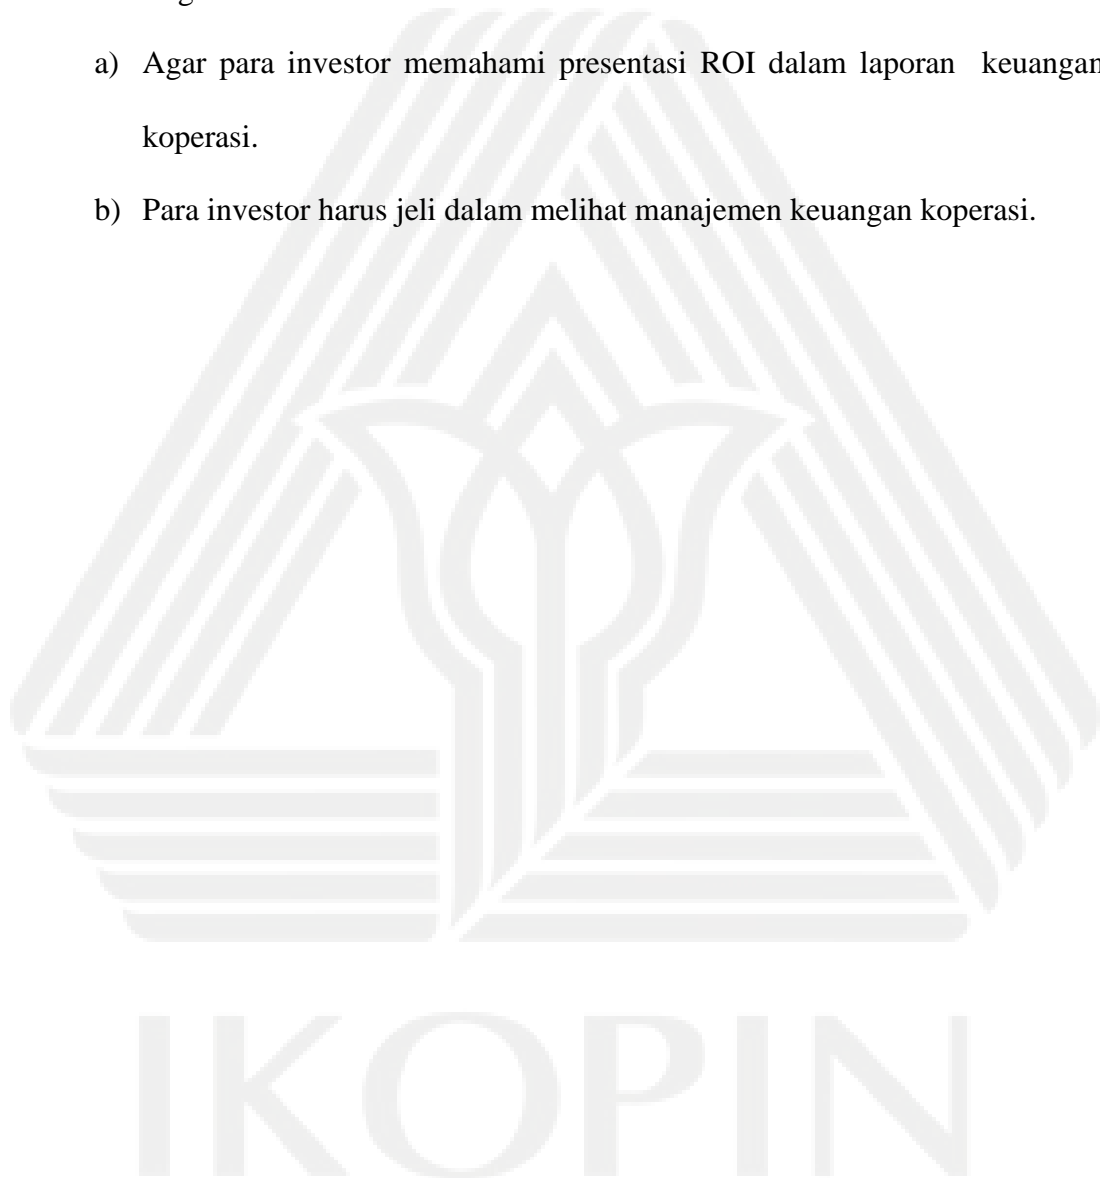 a) Agar para investor memahami presentasi ROI dalam laporan keuangan
koperasi.
b) Para investor harus jeli dalam melihat manajemen keuangan koperasi.
IKOPIN